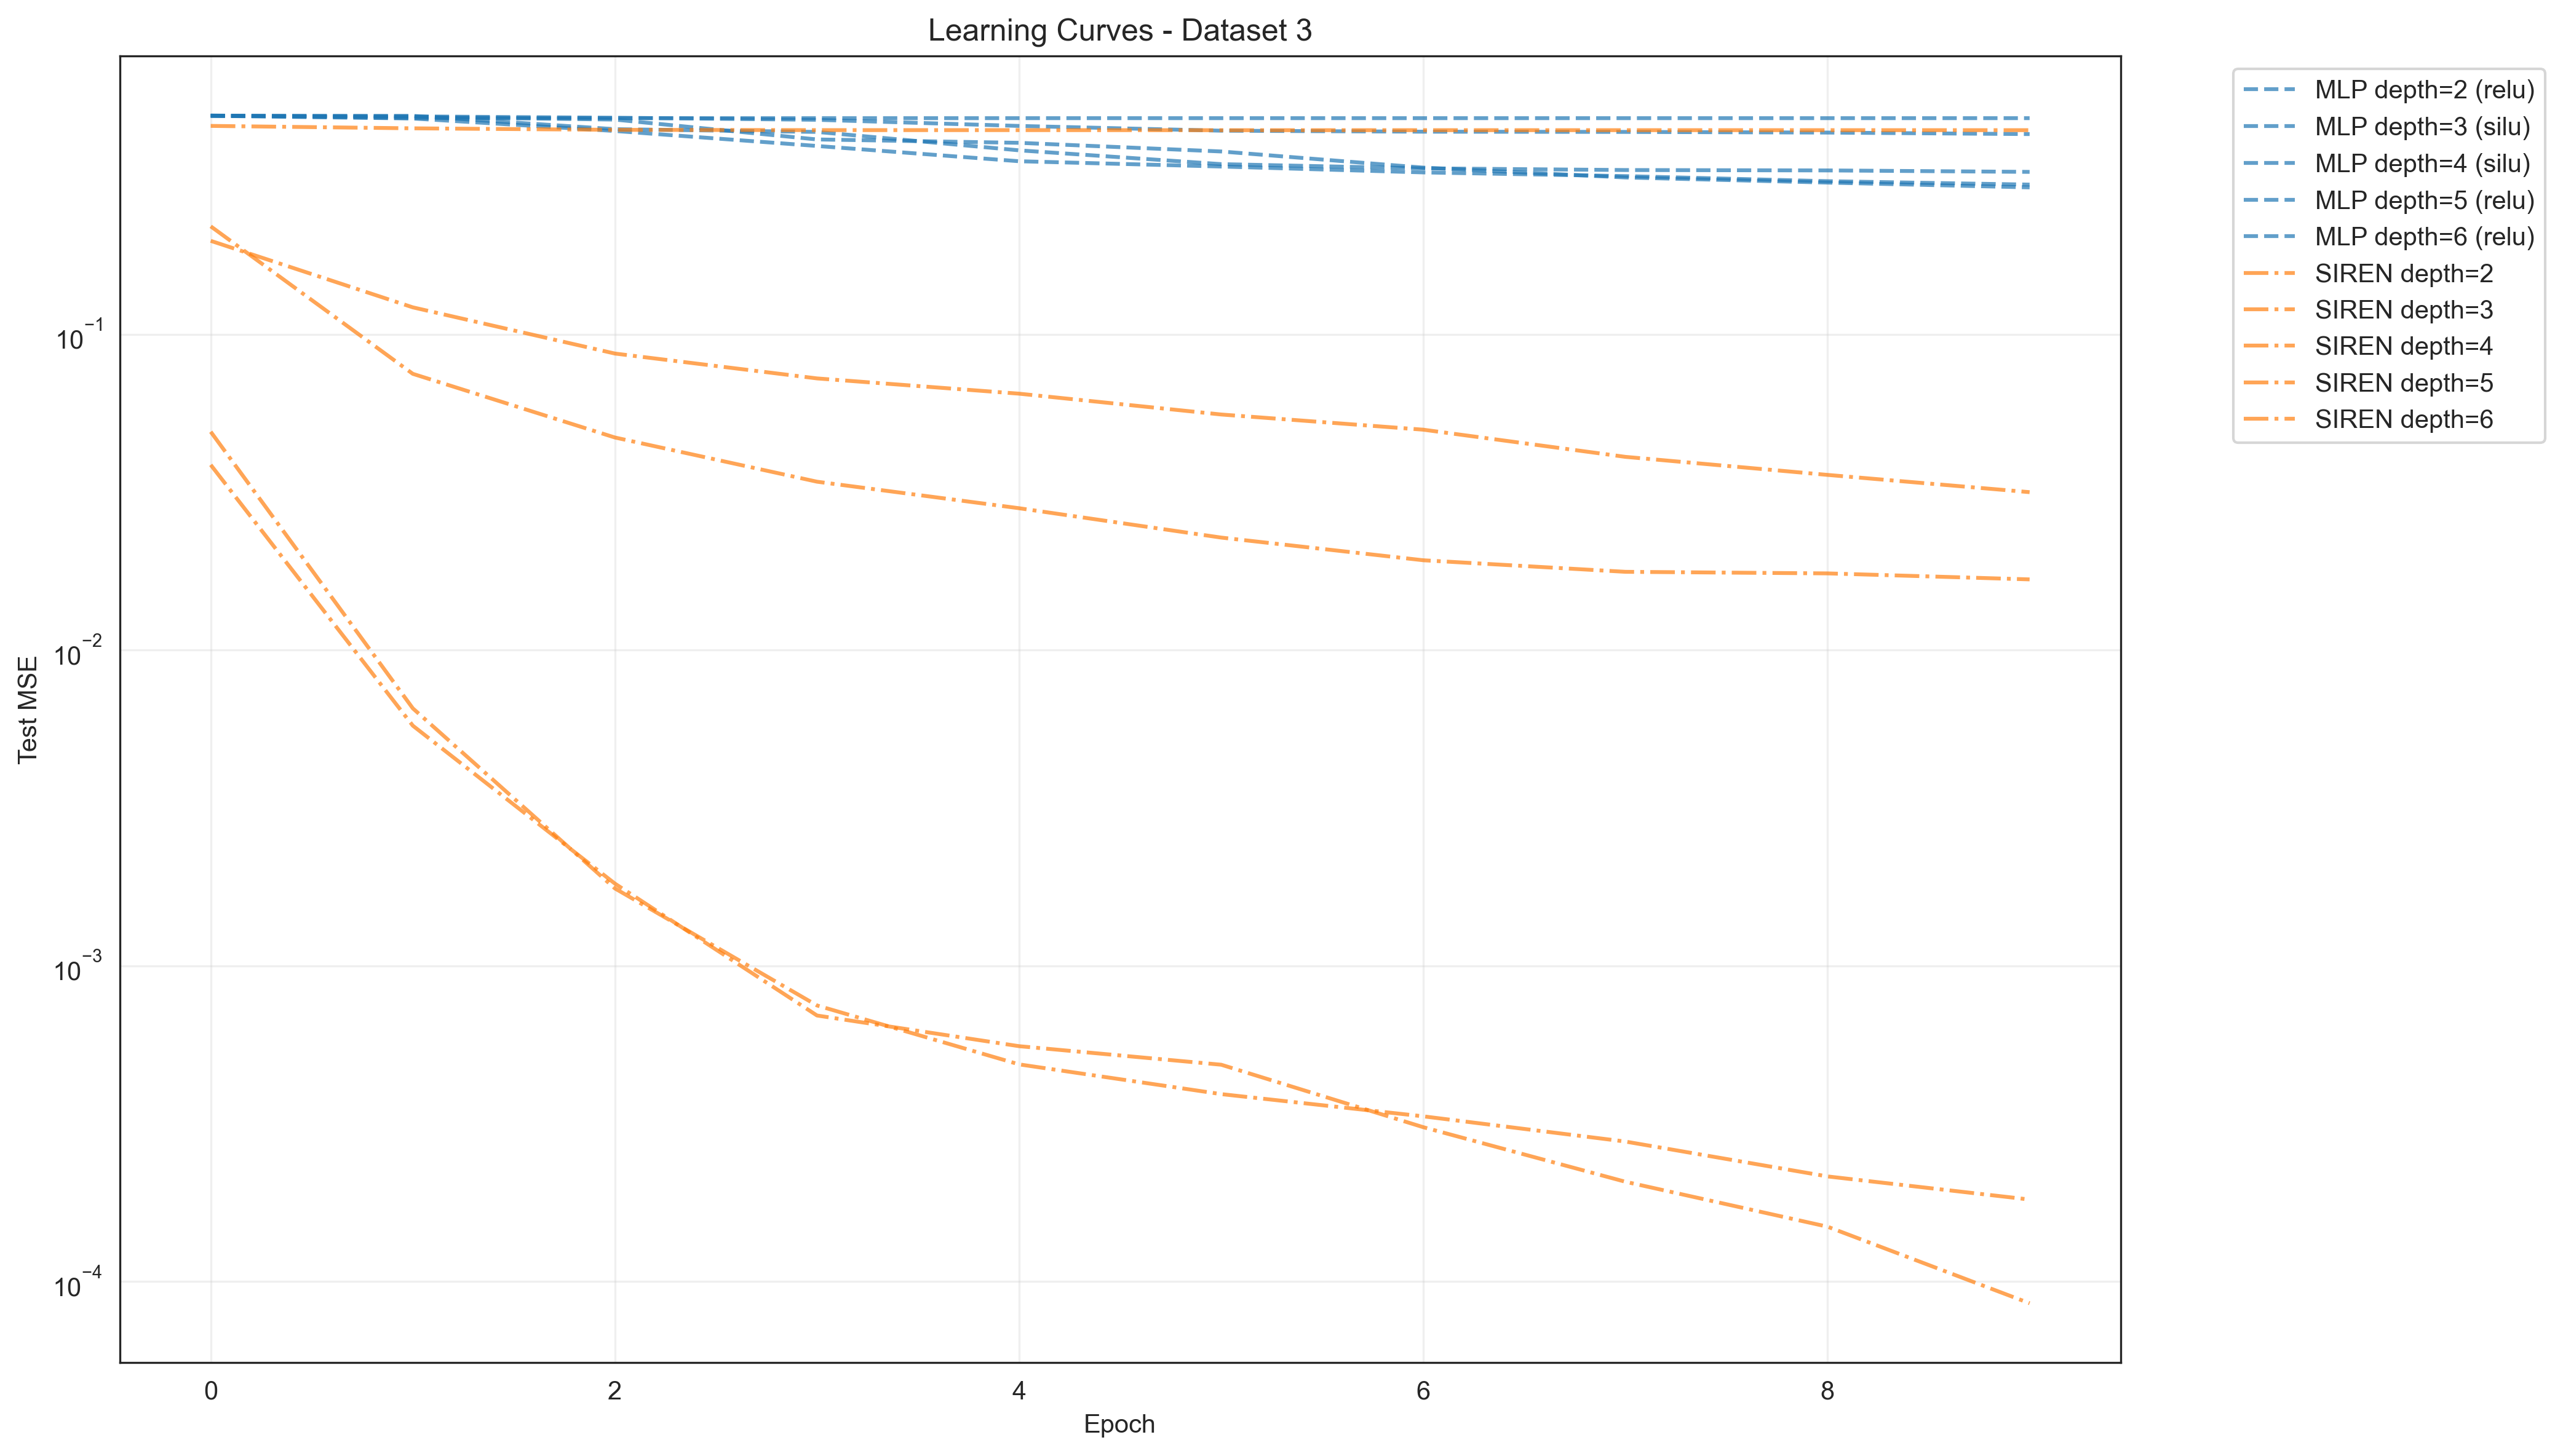 Learning Curves - Dataset 3
Test MSE
10⁻¹
10⁻²
10⁻³
10⁻⁴
0 2 4 6 8
Epoch
MLP depth=2 (relu)
MLP depth=3 (silu)
MLP depth=4 (silu)
MLP depth=5 (relu)
MLP depth=6 (relu)
SIREN depth=2
SIREN depth=3
SIREN depth=4
SIREN depth=5
SIREN depth=6